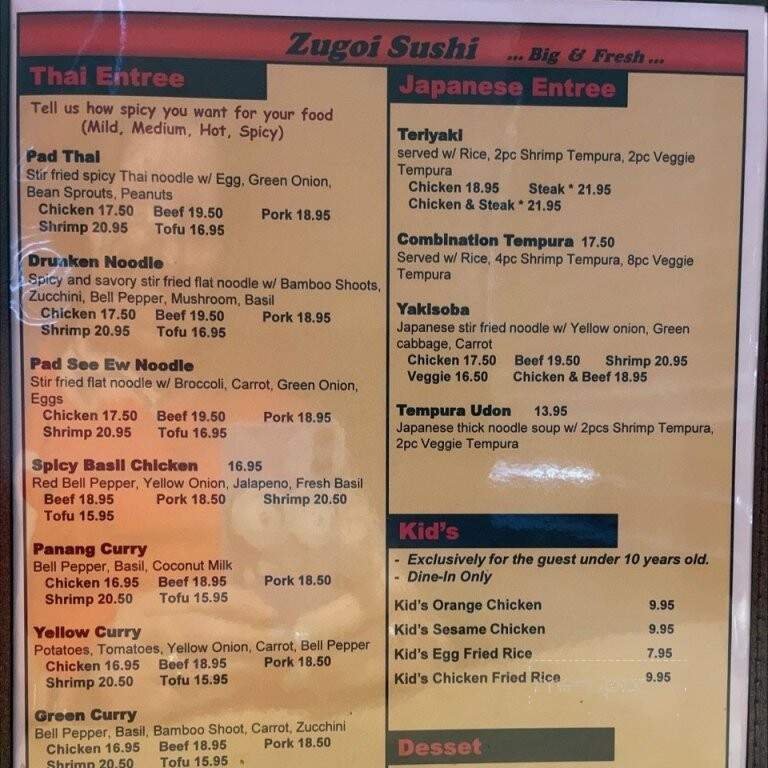 Zugoi Sushi ... Big & Fresh ...
Thai Entree
Tell us how spicy you want for your food
(Mild, Medium, Hot, Spicy)
Pad Thai
Stir fried spicy Thai noodle w/ Egg, Green Onion,
Bean Sprouts, Peanuts
Chicken 17.50 Beef 19.50 Pork 18.95
Shrimp 20.95 Tofu 16.95
Drunken Noodle
Spicy and savory stir fried flat noodle w/ Bamboo Shoots,
Zucchini, Bell Pepper, Mushroom, Basil
Chicken 17.50 Beef 19.50 Pork 18.95
Shrimp 20.95 Tofu 16.95
Pad See Ew Noodle
Stir fried flat noodle w/ Broccoli, Carrot, Green Onion,
Eggs
Chicken 17.50 Beef 19.50 Pork 18.95
Shrimp 20.95 Tofu 16.95
Spicy Basil Chicken 16.95
Red Bell Pepper, Yellow Onion, Jalapeno, Fresh Basil
Beef 18.95 Pork 18.50 Shrimp 20.50
Tofu 15.95
Panang Curry
Bell Pepper, Basil, Coconut Milk
Chicken 16.95 Beef 18.95 Pork 18.50
Shrimp 20.50 Tofu 15.95
Yellow Curry
Potatoes, Tomatoes, Yellow Onion, Carrot, Bell Pepper
Chicken 16.95 Beef 18.95 Pork 18.50
Shrimp 20.50 Tofu 15.95
Green Curry
Bell Pepper, Basil, Bamboo Shoot, Carrot, Zucchini
Chicken 16.95 Beef 18.95 Pork 18.50
Shrimp 20.50 Tofu 15.95
Japanese Entree
Teriyaki
served w/ Rice, 2pc Shrimp Tempura, 2pc Veggie
Tempura
Chicken 18.95 Steak * 21.95
Chicken & Steak * 21.95
Combination Tempura 17.50
Served w/ Rice, 4pc Shrimp Tempura, 8pc Veggie
Tempura
Yakisoba
Japanese stir fried noodle w/ Yellow onion, Green
cabbage, Carrot
Chicken 17.50 Beef 19.50 Shrimp 20.95
Veggie 16.50 Chicken & Beef 18.95
Tempura Udon 13.95
Japanese thick noodle soup w/ 2pcs Shrimp Tempura,
2pc Veggie Tempura
Kid's
- Exclusively for the guest under 10 years old.
- Dine-In Only
Kid's Orange Chicken 9.95
Kid's Sesame Chicken 9.95
Kid's Egg Fried Rice 7.95
Kid's Chicken Fried Rice 9.95
Desset